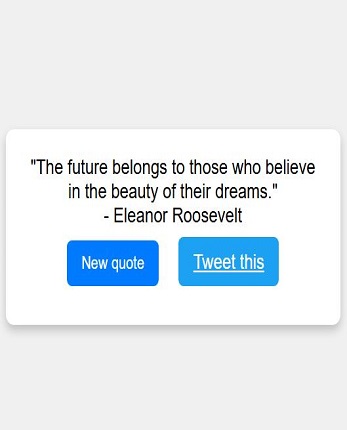 "The future belongs to those who believe
in the beauty of their dreams."
- Eleanor Roosevelt
New quote
Tweet this